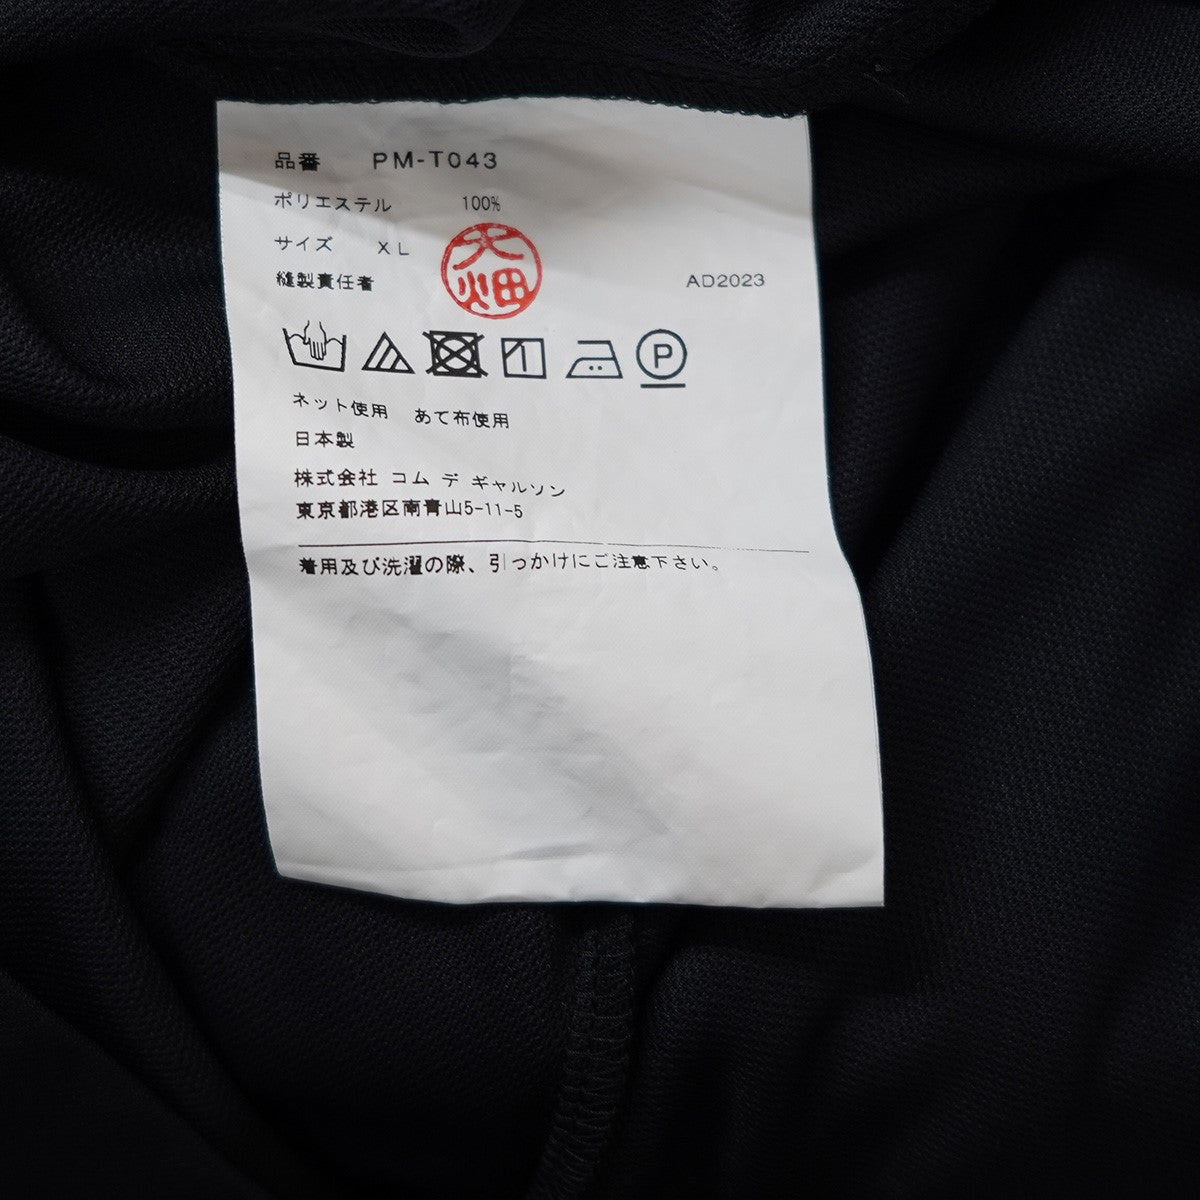 品番 PM-T043
ポリエステル 100%
サイズ XL
大畑
縫製責任者 AD2023
P
ネット使用 あて布使用
日本製
株式会社 コム デ ギャルソン
東京都港区南青山5-11-5
着用及び洗濯の際、引っかけにご注意下さい。